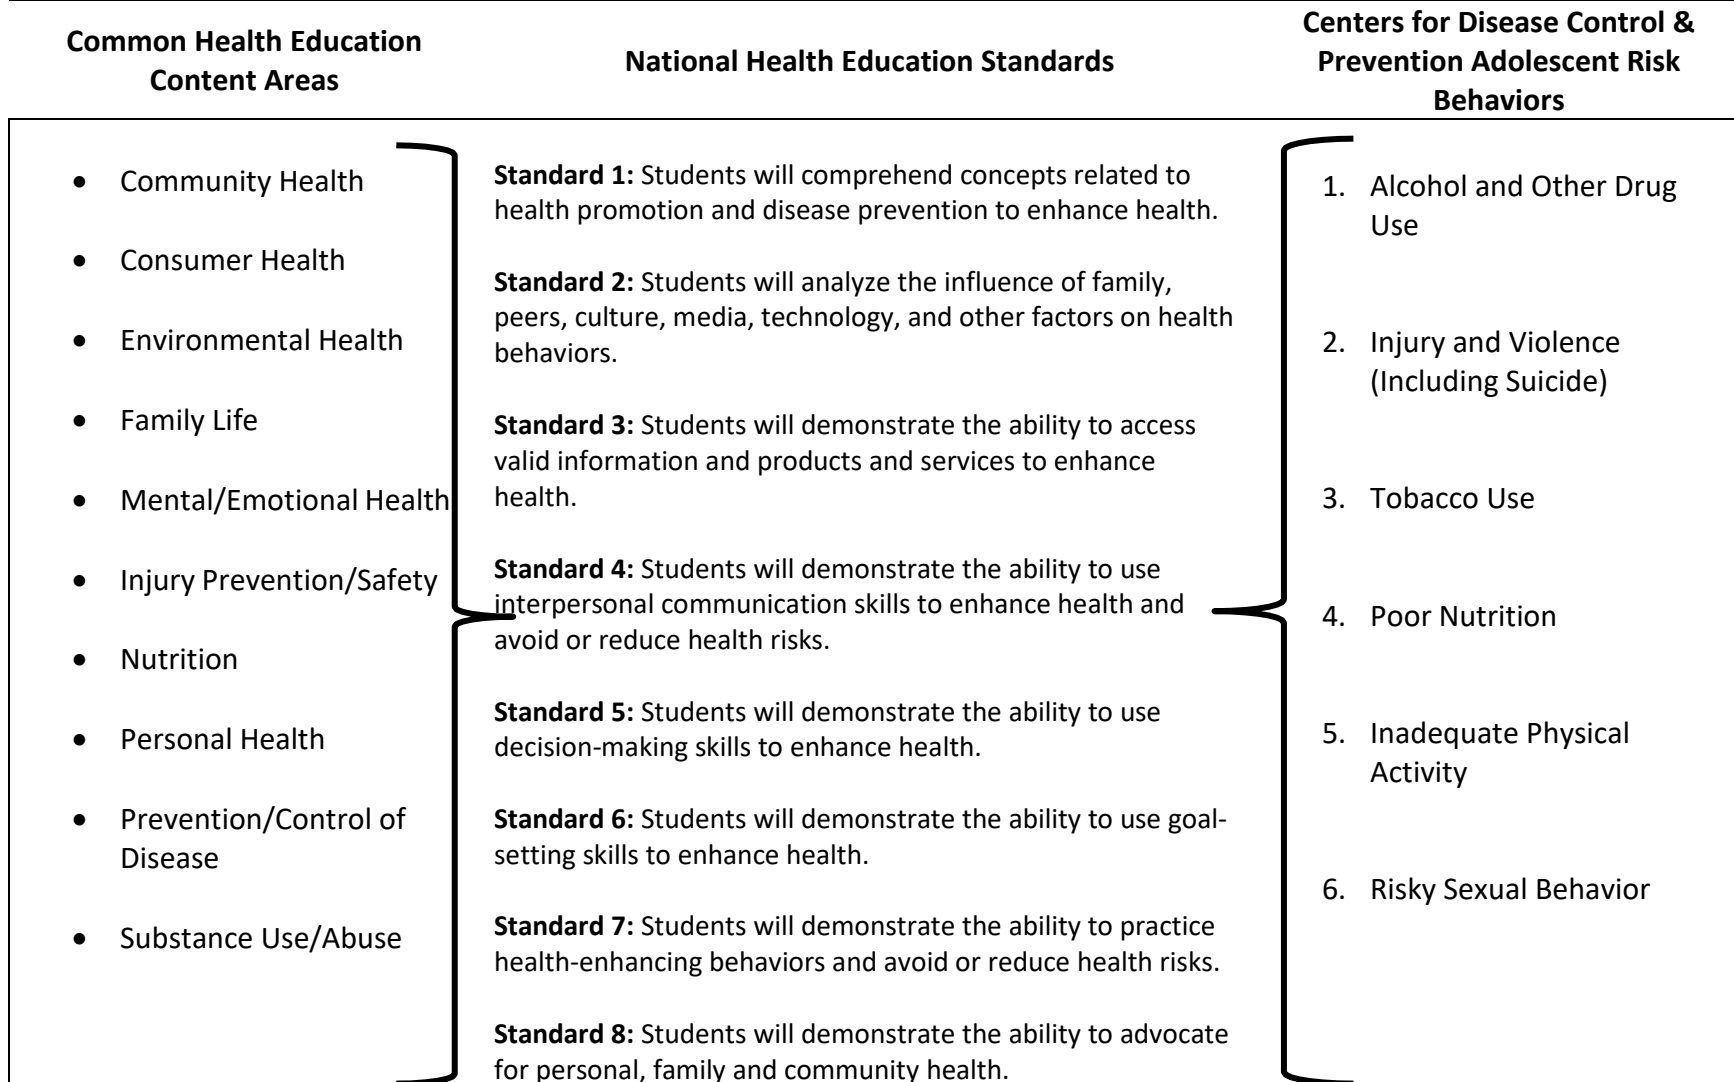 Common Health Education
Content Areas
National Health Education Standards
Centers for Disease Control &
Prevention Adolescent Risk
Behaviors
• Community Health
• Consumer Health
• Environmental Health
• Family Life
• Mental/Emotional Health
• Injury Prevention/Safety
• Nutrition
• Personal Health
• Prevention/Control of
Disease
• Substance Use/Abuse
Standard 1: Students will comprehend concepts related to
health promotion and disease prevention to enhance health.
Standard 2: Students will analyze the influence of family,
peers, culture, media, technology, and other factors on health
behaviors.
Standard 3: Students will demonstrate the ability to access
valid information and products and services to enhance
health.
Standard 4: Students will demonstrate the ability to use
interpersonal communication skills to enhance health and
avoid or reduce health risks.
Standard 5: Students will demonstrate the ability to use
decision-making skills to enhance health.
Standard 6: Students will demonstrate the ability to use goal-
setting skills to enhance health.
Standard 7: Students will demonstrate the ability to practice
health-enhancing behaviors and avoid or reduce health risks.
Standard 8: Students will demonstrate the ability to advocate
for personal, family and community health.
1. Alcohol and Other Drug
Use
2. Injury and Violence
(Including Suicide)
3. Tobacco Use
4. Poor Nutrition
5. Inadequate Physical
Activity
6. Risky Sexual Behavior